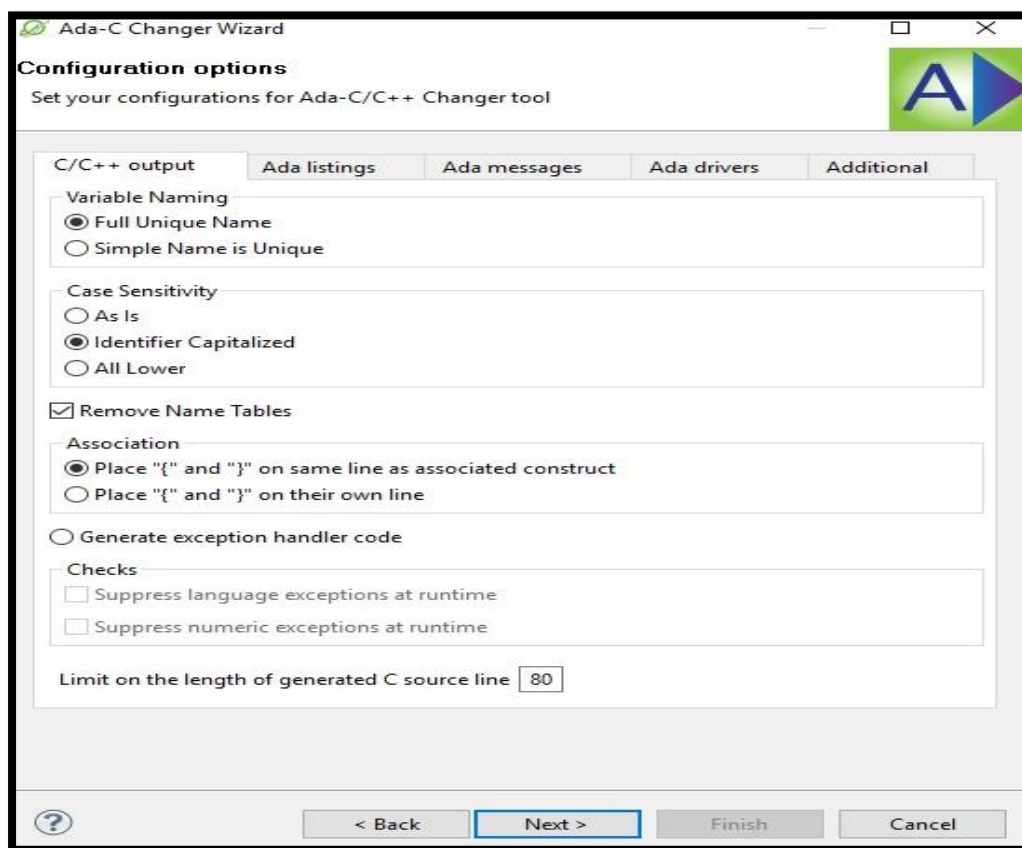 Ada-C Changer Wizard
Configuration options
Set your configurations for Ada-C/C++ Changer tool
A
C/C++ output Ada listings Ada messages Ada drivers Additional
Variable Naming
Full Unique Name
Simple Name is Unique
Case Sensitivity
As Is
Identifier Capitalized
All Lower
Remove Name Tables
Association
Place "{" and "}" on same line as associated construct
Place "{" and "}" on their own line
Generate exception handler code
Checks
Suppress language exceptions at runtime
Suppress numeric exceptions at runtime
Limit on the length of generated C source line 80
? < Back Next > Finish Cancel